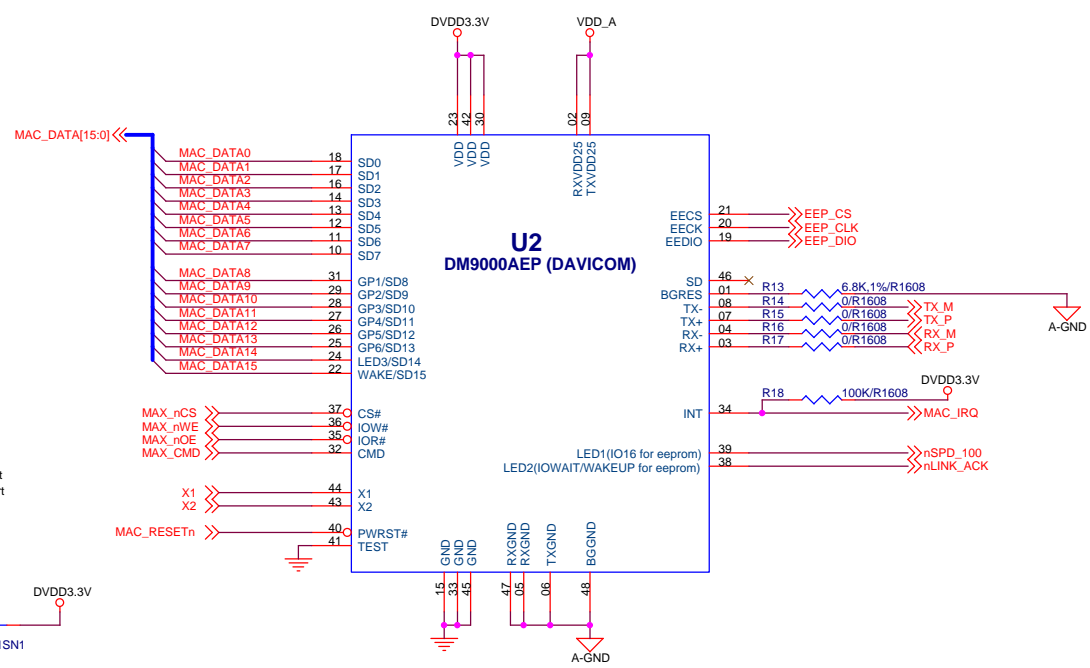 DVDD3.3V
VDD_A
MAC_DATA[15:0]
23
42
30
02
09
VDD
VDD
VDD
RXVDD25
TXVDD25
MAC_DATA0 18 SD0
MAC_DATA1 17 SD1
MAC_DATA2 16 SD2
MAC_DATA3 14 SD3
MAC_DATA4 13 SD4
MAC_DATA5 12 SD5
MAC_DATA6 11 SD6
MAC_DATA7 10 SD7
MAC_DATA8 31 GP1/SD8
MAC_DATA9 29 GP2/SD9
MAC_DATA10 28 GP3/SD10
MAC_DATA11 27 GP4/SD11
MAC_DATA12 26 GP5/SD12
MAC_DATA13 25 GP6/SD13
MAC_DATA14 24 LED3/SD14
MAC_DATA15 22 WAKE/SD15
U2
DM9000AEP (DAVICOM)
EECS 21 EEP_CS
EECK 20 EEP_CLK
EEDIO 19 EEP_DIO
SD 46
BGRES 01 R13 6.8K,1%/R1608
TX- 08 R14 0/R1608 TX_M
TX+ 07 R15 0/R1608 TX_P
RX- 04 R16 0/R1608 RX_M
RX+ 03 R17 0/R1608 RX_P
A-GND
DVDD3.3V
R18 100K/R1608
INT 34 MAC_IRQ
MAX_nCS 37 CS#
MAX_nWE 36 IOW#
MAX_nOE 35 IOR#
MAX_CMD 32 CMD
LED1(IO16 for eeprom) 39 nSPD_100
LED2(IOWAIT/WAKEUP for eeprom) 38 nLINK_ACK
t
rt
X1 44 X1
X2 43 X2
MAC_RESETn 40 PWRST#
41 TEST
GND
GND
GND
RXGND
RXGND
TXGND
BGGND
15
33
45
47
05
06
48
A-GND
DVDD3.3V
ISN1